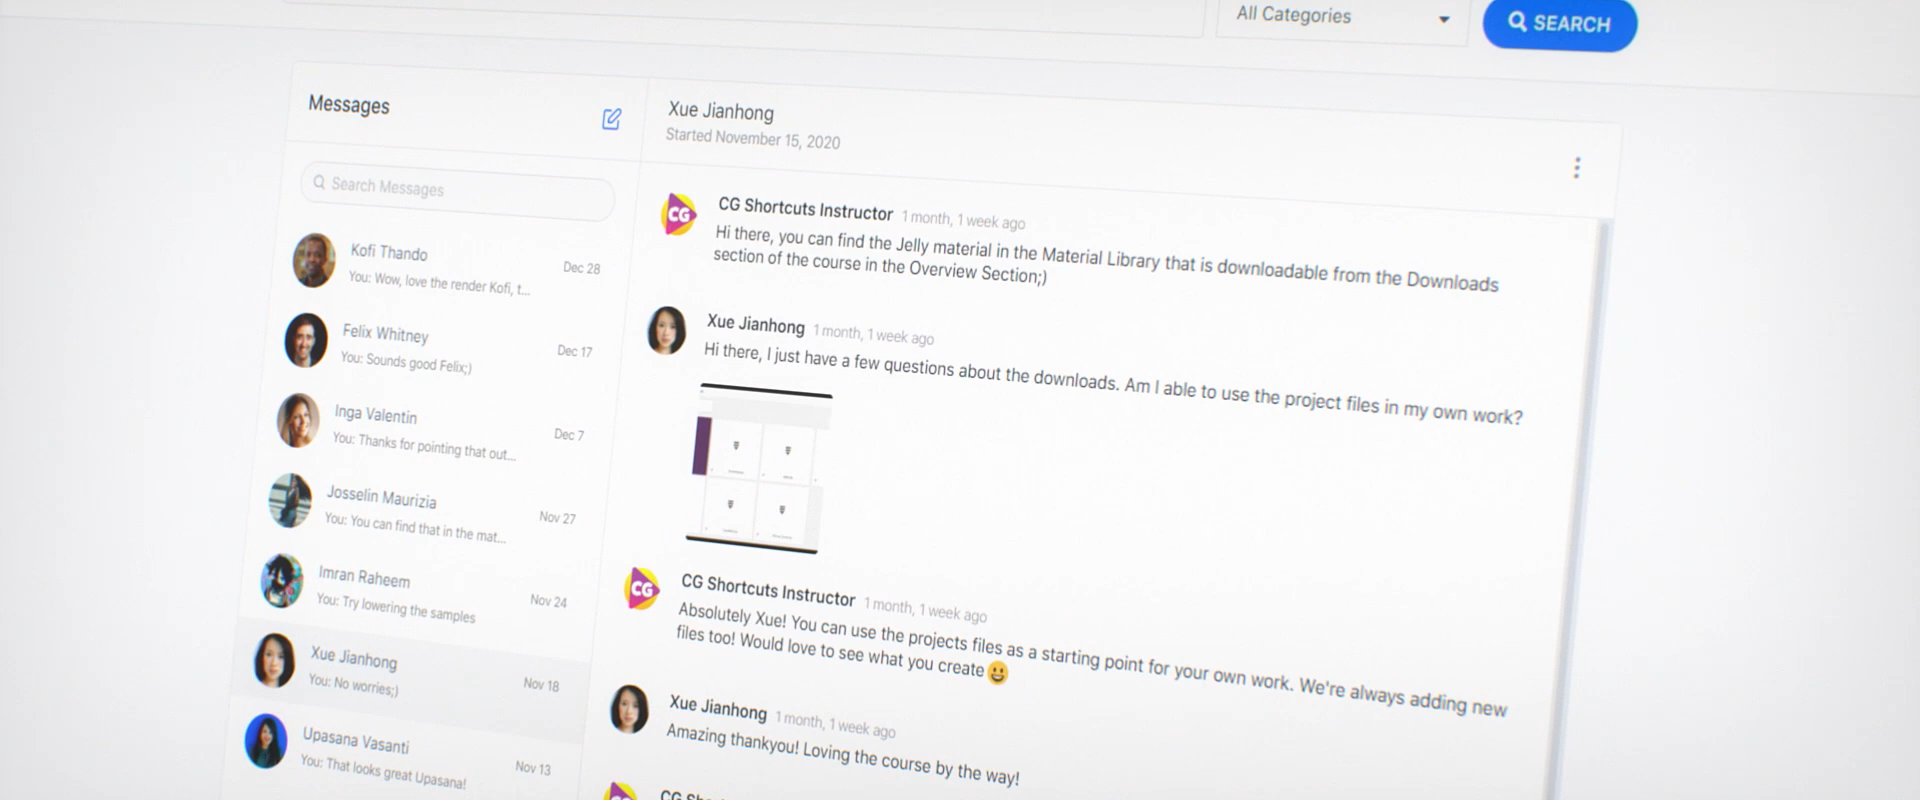 All Categories
SEARCH
Messages
Search Messages
Kofi Thando
Dec 28
You: Wow, love the render Kofi, t...
Felix Whitney
Dec 17
You: Sounds good Felix;)
Inga Valentin
Dec 7
You: Thanks for pointing that out...
Josselin Maurizia
Nov 27
You: You can find that in the mat...
Imran Raheem
Nov 24
You: Try lowering the samples
Xue Jianhong
Nov 18
You: No worries;)
Upasana Vasanti
Nov 13
You: That looks great Upasana!
Xue Jianhong
Started November 15, 2020
CG
CG Shortcuts Instructor 1 month, 1 week ago
Hi there, you can find the Jelly material in the Material Library that is downloadable from the Downloads
section of the course in the Overview Section;)
Xue Jianhong 1 month, 1 week ago
Hi there, I just have a few questions about the downloads. Am I able to use the project files in my own work?
CG
CG Shortcuts Instructor 1 month, 1 week ago
Absolutely Xue! You can use the projects files as a starting point for your own work. We're always adding new
files too! Would love to see what you create 😀
Xue Jianhong 1 month, 1 week ago
Amazing thankyou! Loving the course by the way!